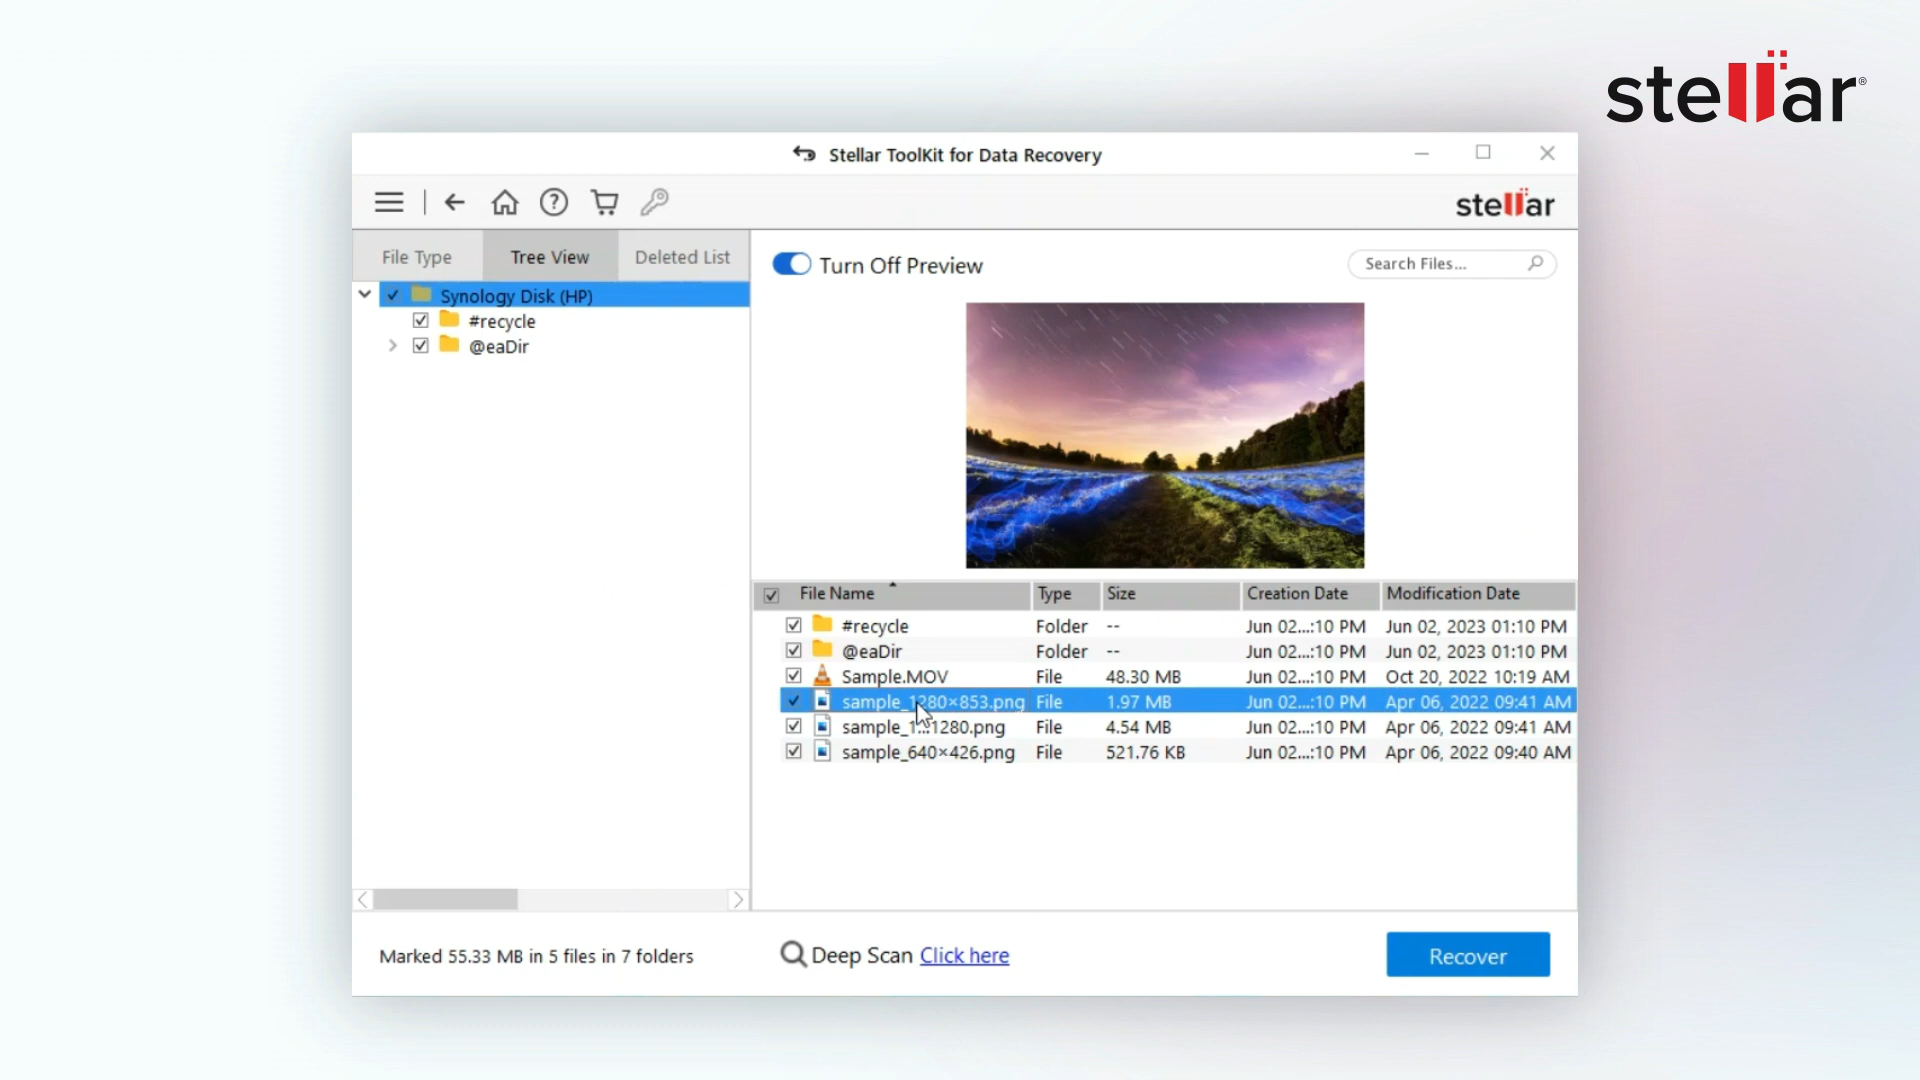 stellar®
Stellar ToolKit for Data Recovery
stellar
File Type Tree View Deleted List
Turn Off Preview
Search Files...
Synology Disk (HP)
#recycle
@eaDir
File Name Type Size Creation Date Modification Date
#recycle Folder -- Jun 02...:10 PM Jun 02, 2023 01:10 PM
@eaDir Folder -- Jun 02...:10 PM Jun 02, 2023 01:10 PM
Sample.MOV File 48.30 MB Jun 02...:10 PM Oct 20, 2022 10:19 AM
sample_1280×853.png File 1.97 MB Jun 02...:10 PM Apr 06, 2022 09:41 AM
sample_1...1280.png File 4.54 MB Jun 02...:10 PM Apr 06, 2022 09:41 AM
sample_640×426.png File 521.76 KB Jun 02...:10 PM Apr 06, 2022 09:40 AM
Marked 55.33 MB in 5 files in 7 folders
Deep Scan Click here
Recover